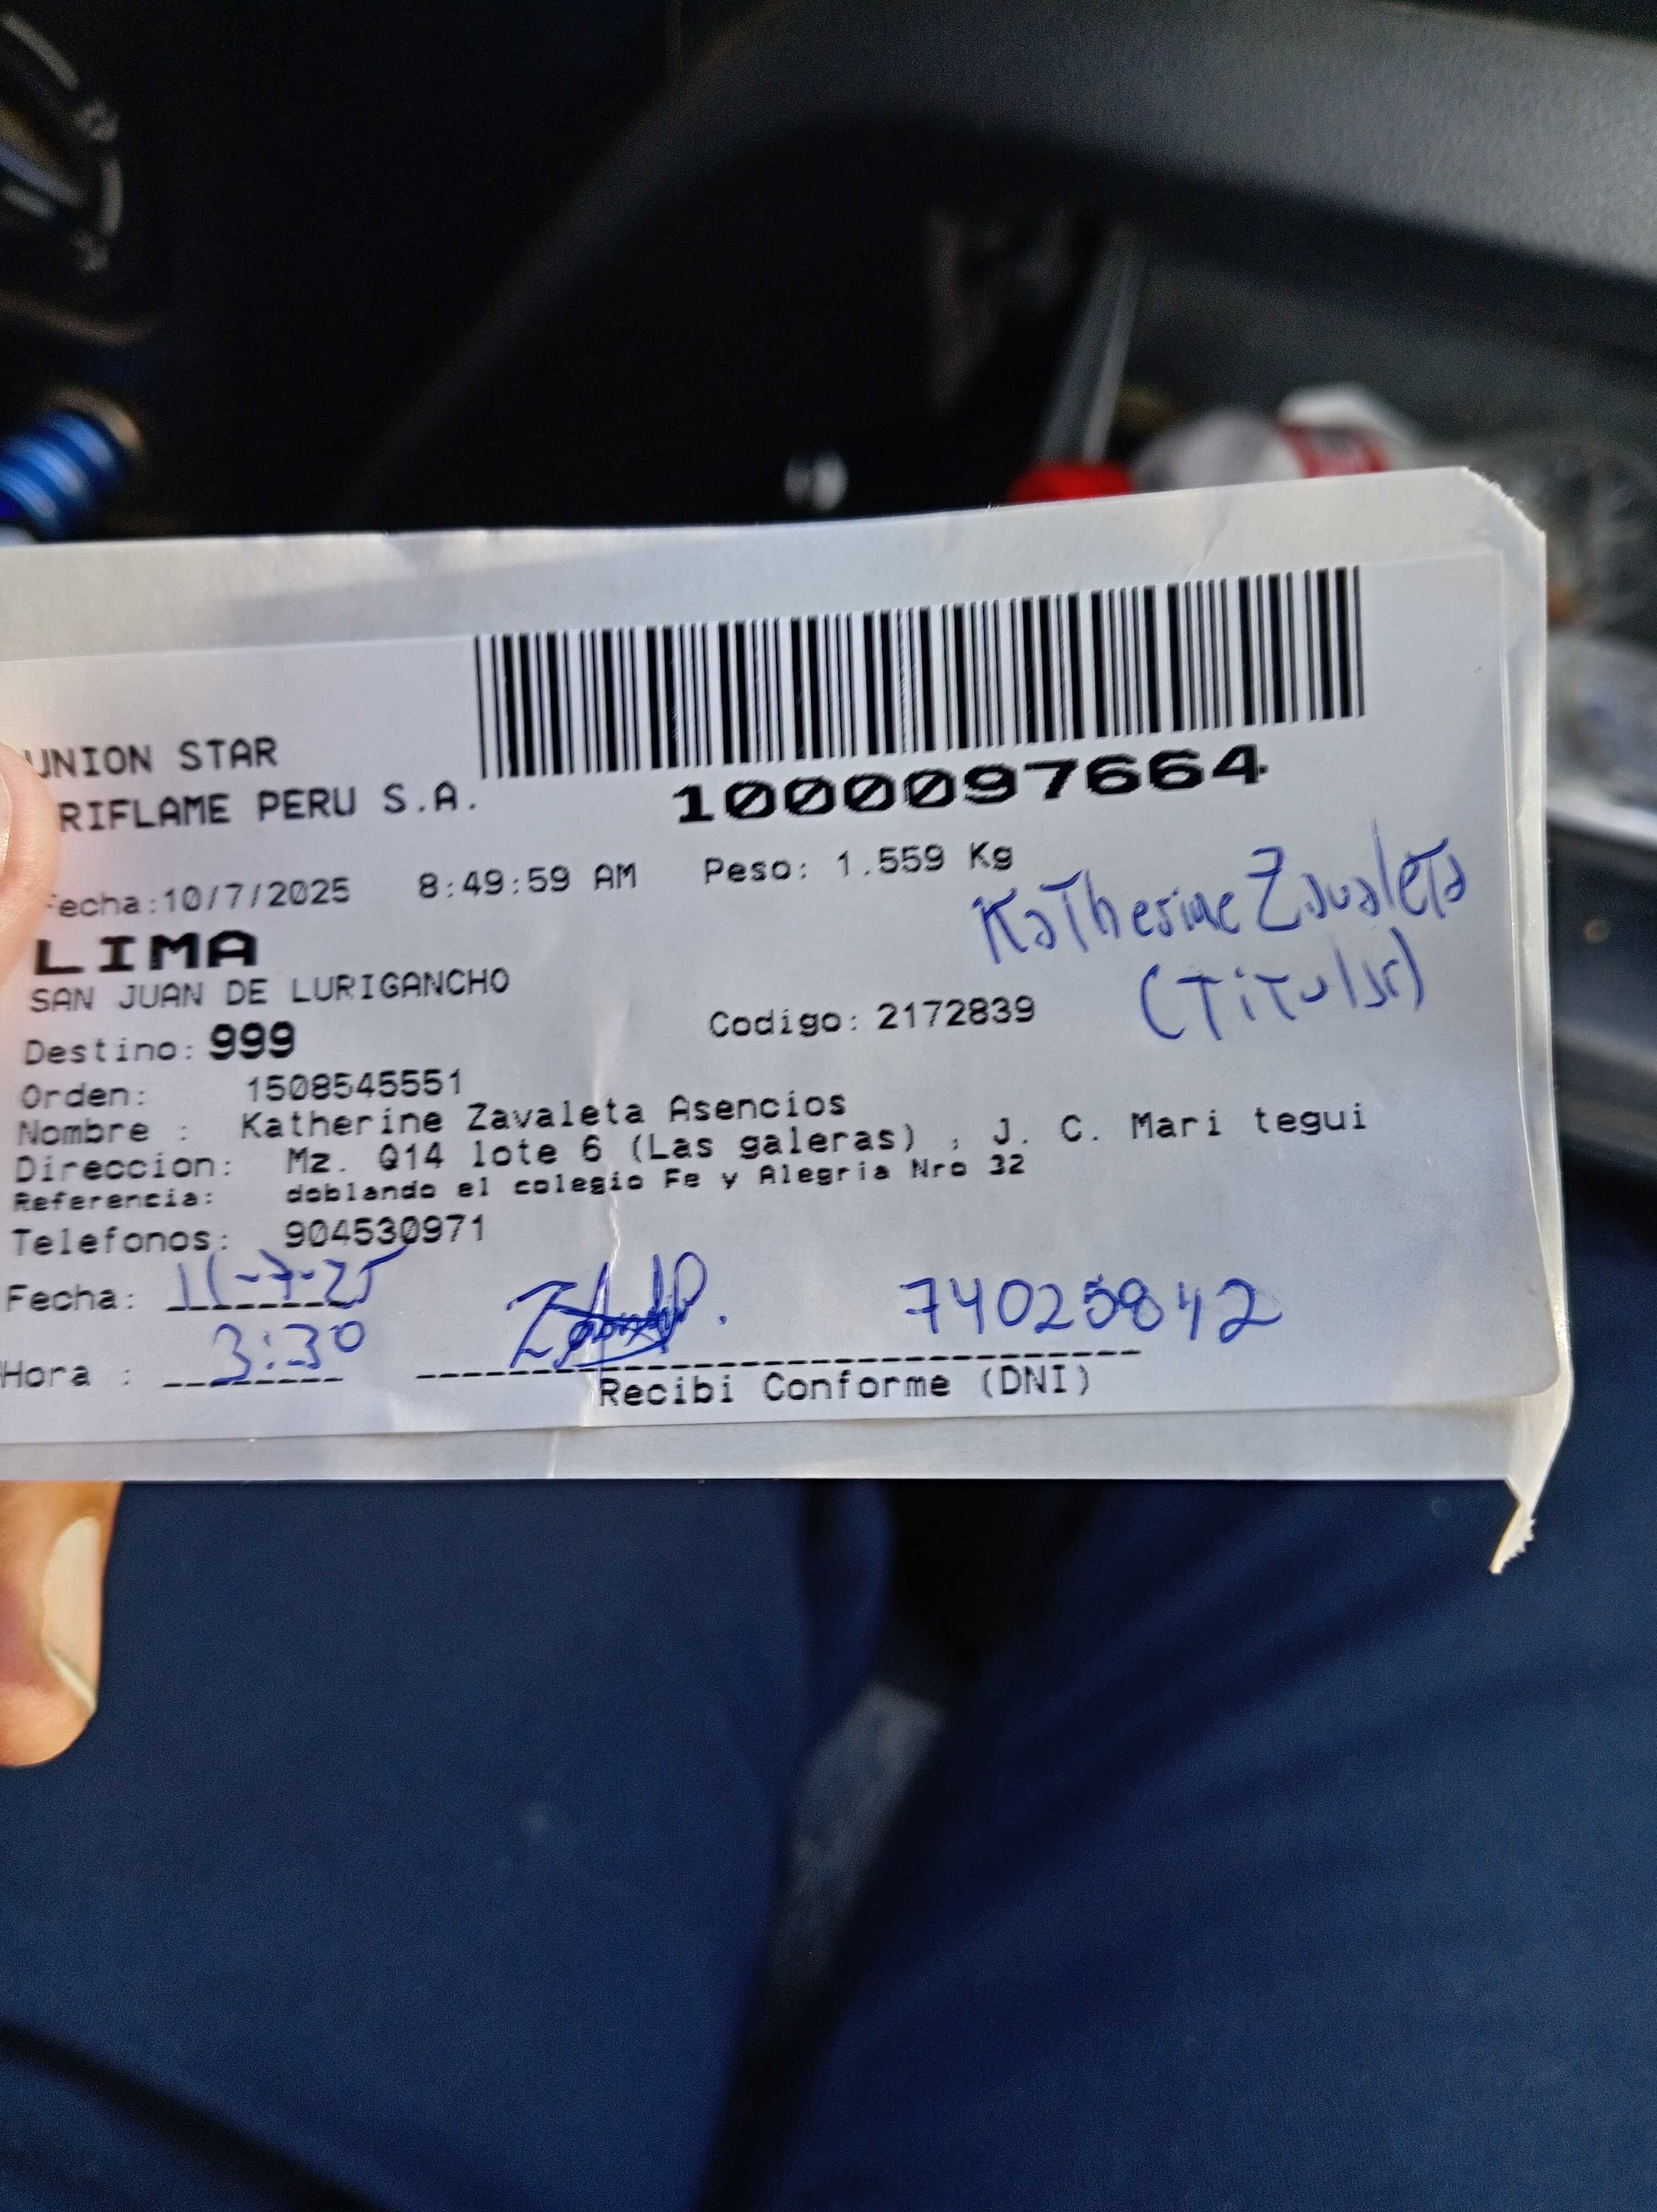 UNION STAR
RIFLAME PERU S.A.
1000097664
Fecha:10/7/2025 8:49:59 AM Peso: 1.559 Kg
Katherine Zavaleta
(Titular)
LIMA
SAN JUAN DE LURIGANCHO
Destino: 999 Codigo: 2172839
Orden: 1508545551
Nombre : Katherine Zavaleta Asencios
Direccion: Mz. Q14 lote 6 (Las galeras) , J. C. Mari tegui
Referencia: doblando el colegio Fe y Alegria Nro 32
Telefonos: 904530971
Fecha: 11-7-25
74025842
Hora : 3:30
Recibi Conforme (DNI)